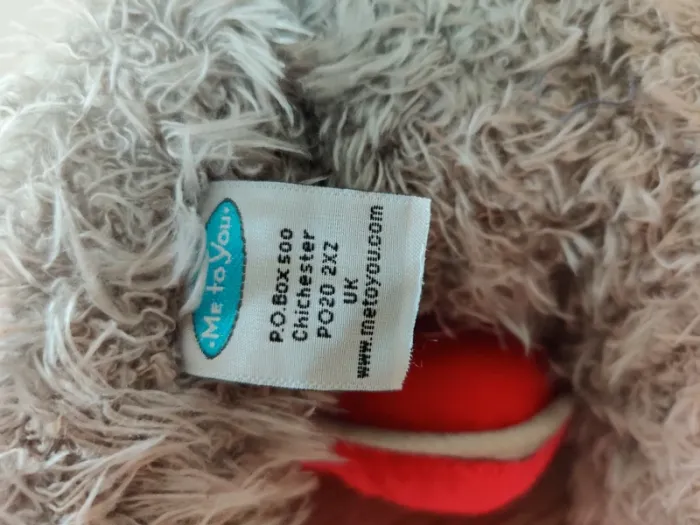 •Me to You•
P.O.Box 500
Chichester
PO20 2XZ
UK
www.metoyou.com